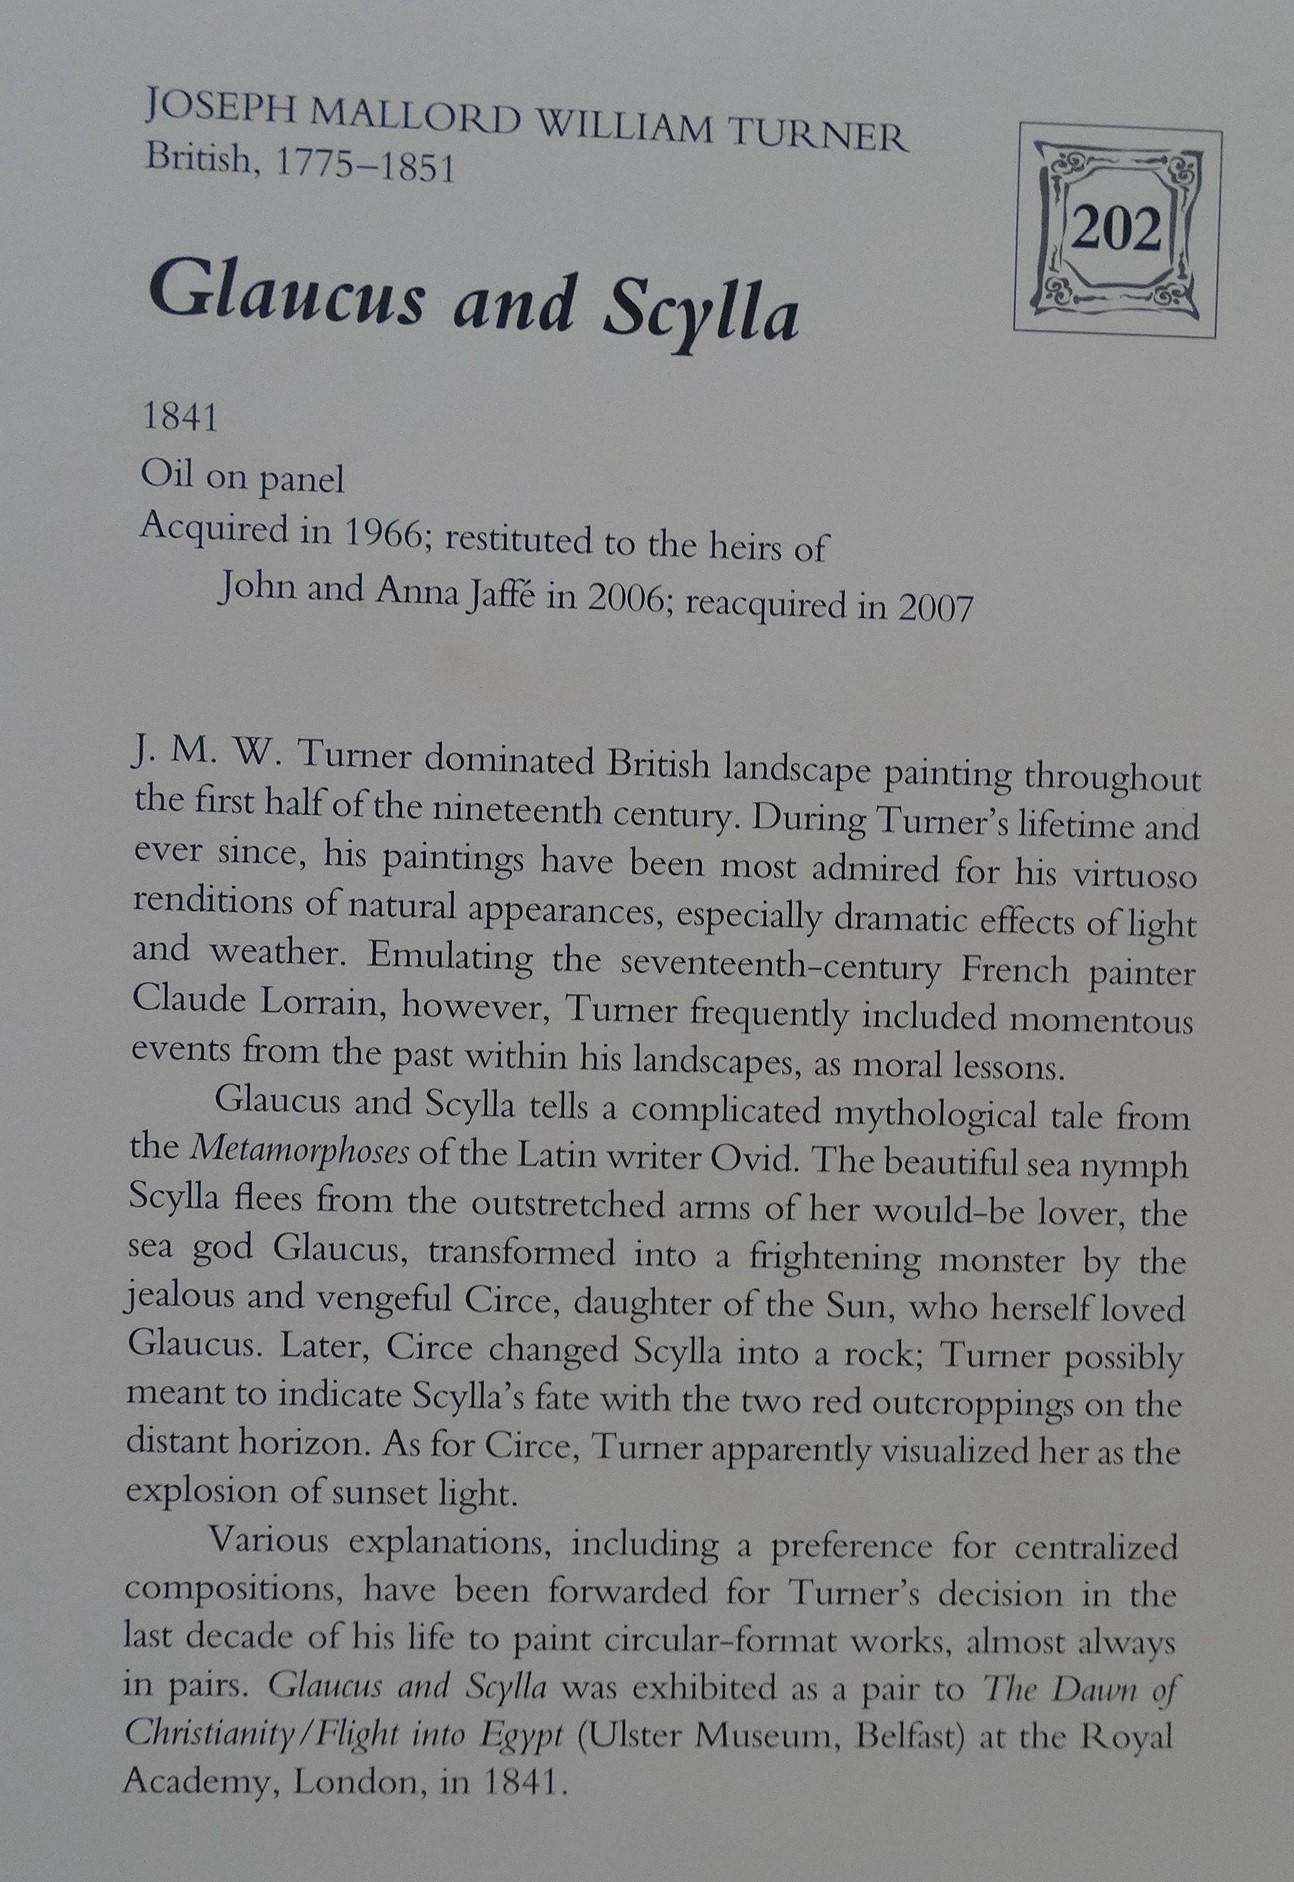 JOSEPH MALLORD WILLIAM TURNER
British, 1775–1851
202
Glaucus and Scylla
1841
Oil on panel
Acquired in 1966; restituted to the heirs of
John and Anna Jaffé in 2006; reacquired in 2007
J. M. W. Turner dominated British landscape painting throughout
the first half of the nineteenth century. During Turner's lifetime and
ever since, his paintings have been most admired for his virtuoso
renditions of natural appearances, especially dramatic effects of light
and weather. Emulating the seventeenth-century French painter
Claude Lorrain, however, Turner frequently included momentous
events from the past within his landscapes, as moral lessons.
Glaucus and Scylla tells a complicated mythological tale from
the Metamorphoses of the Latin writer Ovid. The beautiful sea nymph
Scylla flees from the outstretched arms of her would-be lover, the
sea god Glaucus, transformed into a frightening monster by the
jealous and vengeful Circe, daughter of the Sun, who herself loved
Glaucus. Later, Circe changed Scylla into a rock; Turner possibly
meant to indicate Scylla's fate with the two red outcroppings on the
distant horizon. As for Circe, Turner apparently visualized her as the
explosion of sunset light.
Various explanations, including a preference for centralized
compositions, have been forwarded for Turner's decision in the
last decade of his life to paint circular-format works, almost always
in pairs. Glaucus and Scylla was exhibited as a pair to The Dawn of
Christianity/Flight into Egypt (Ulster Museum, Belfast) at the Royal
Academy, London, in 1841.